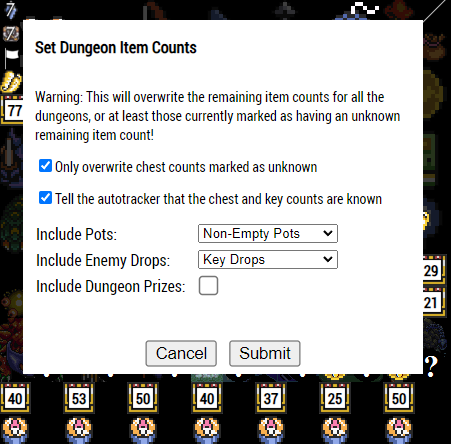 Set Dungeon Item Counts
Warning: This will overwrite the remaining item counts for all the
dungeons, or at least those currently marked as having an unknown
remaining item count!
Only overwrite chest counts marked as unknown
Tell the autotracker that the chest and key counts are known
77
Include Pots: Non-Empty Pots
Include Enemy Drops: Key Drops
Include Dungeon Prizes:
29
21
Cancel Submit
?
40 53 50 40 37 25 50